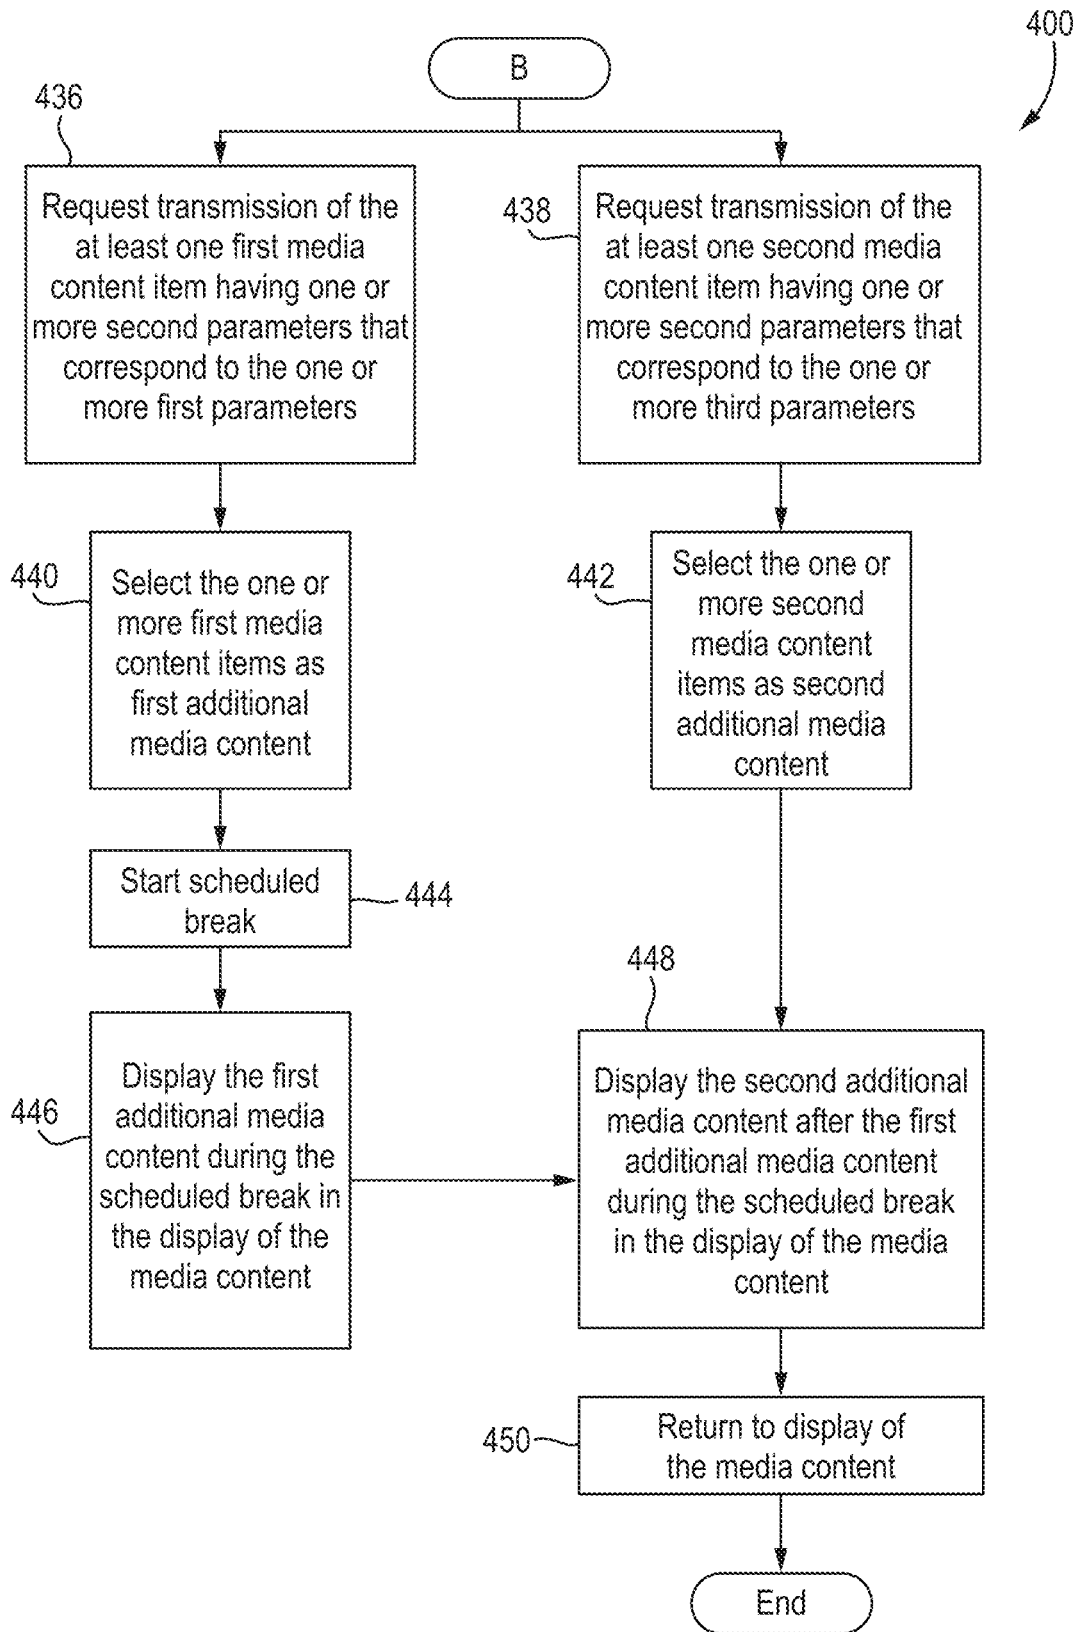 400
B
436
Request transmission of the
at least one first media
content item having one or
more second parameters that
correspond to the one or
more first parameters
438
Request transmission of the
at least one second media
content item having one or
more second parameters that
correspond to the one or
more third parameters
440
Select the one or
more first media
content items as
first additional
media content
442
Select the one or
more second
media content
items as second
additional media
content
Start scheduled
break
444
446
Display the first
additional media
content during the
scheduled break in
the display of the
media content
448
Display the second additional
media content after the first
additional media content
during the scheduled break
in the display of the media
content
450
Return to display of
the media content
End